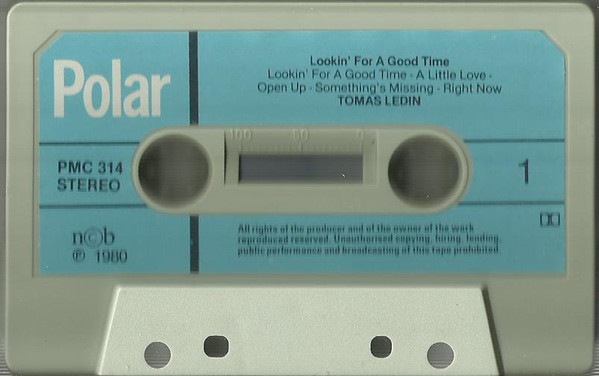 Polar
Lookin' For A Good Time
Lookin' For A Good Time - A Little Love -
Open Up - Something's Missing - Right Now
TOMAS LEDIN
100 50 0
PMC 314
STEREO
1
n©b
℗ 1980
All rights of the producer and of the owner of the work
reproduced reserved. Unauthorised copying, hiring, lending,
public performance and broadcasting of this tape prohibited.